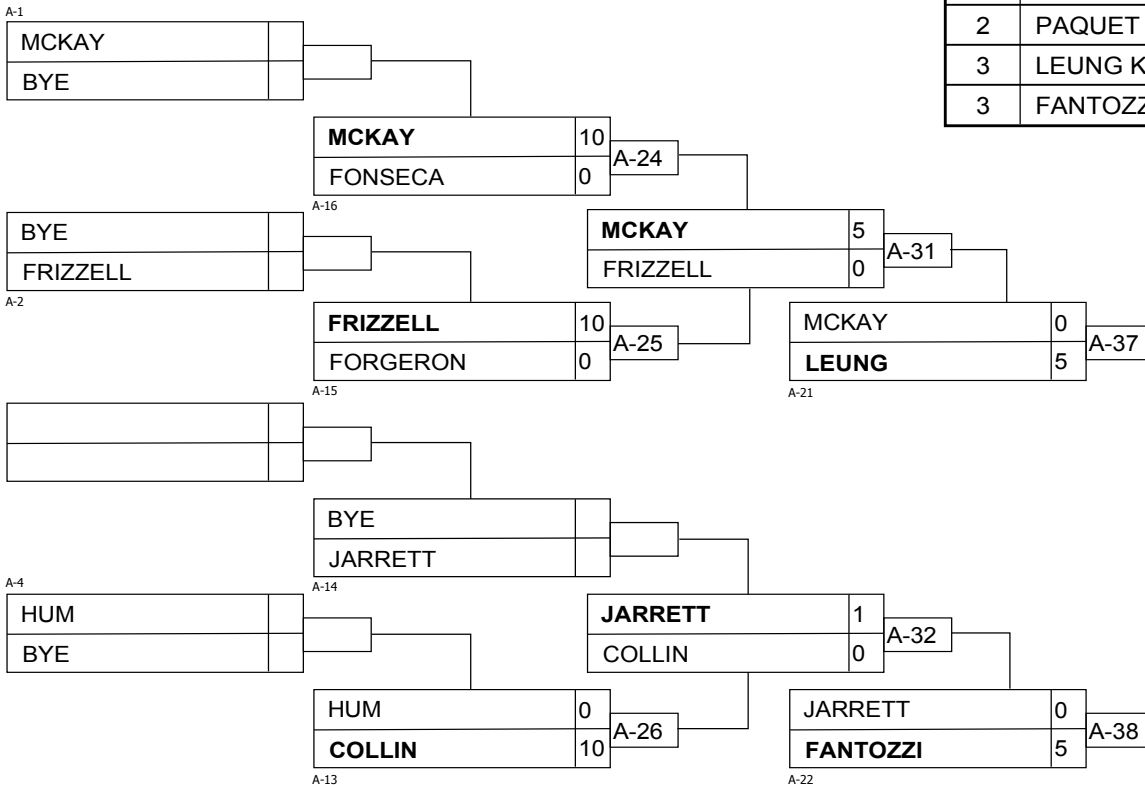 A-1
MCKAY
BYE
2 PAQUET
3 LEUNG K
3 FANTOZZ
MCKAY 10
FONSECA 0
A-24
A-16
BYE
FRIZZELL
A-2
MCKAY 5
FRIZZELL 0
A-31
FRIZZELL 10
FORGERON 0
A-25
A-15
MCKAY 0
LEUNG 5
A-37
A-21
BYE
JARRETT
A-14
A-4
HUM
BYE
JARRETT 1
COLLIN 0
A-32
HUM 0
COLLIN 10
A-26
A-13
JARRETT 0
FANTOZZI 5
A-38
A-22